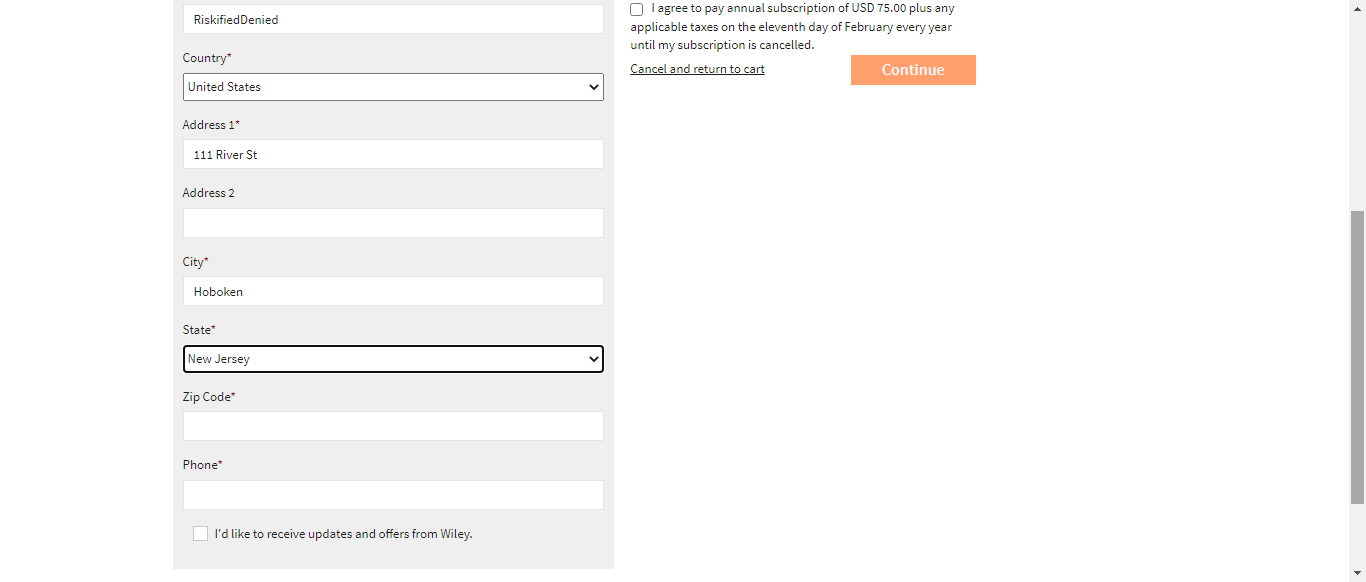 RiskifiedDenied
Country*
United States
Address 1*
111 River St
Address 2
City*
Hoboken
State*
New Jersey
Zip Code*
Phone*
I'd like to receive updates and offers from Wiley.
I agree to pay annual subscription of USD 75.00 plus any
applicable taxes on the eleventh day of February every year
until my subscription is cancelled.
Cancel and return to cart
Continue